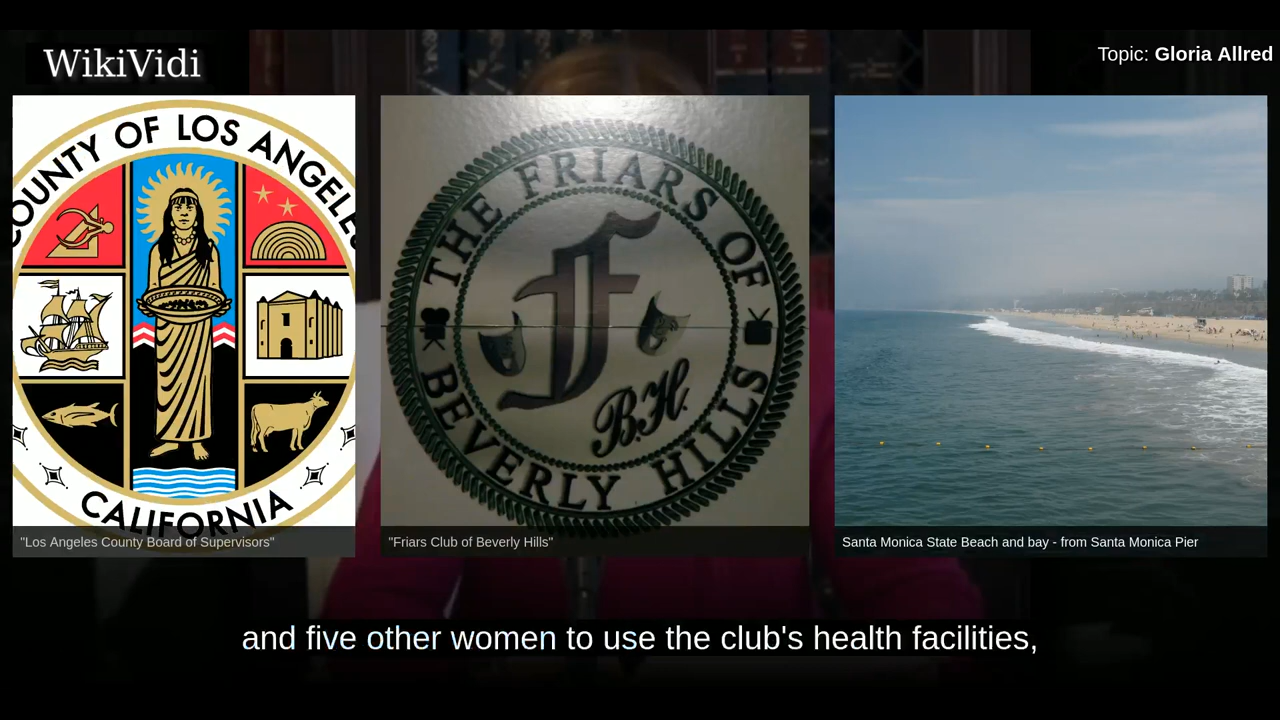 WikiVidi
Topic: Gloria Allred
COUNTY OF LOS ANGELES
CALIFORNIA
"Los Angeles County Board of Supervisors"
THE FRIARS OF
f
B.H.
BEVERLY HILLS
"Friars Club of Beverly Hills"
Santa Monica State Beach and bay - from Santa Monica Pier
and five other women to use the club's health facilities,